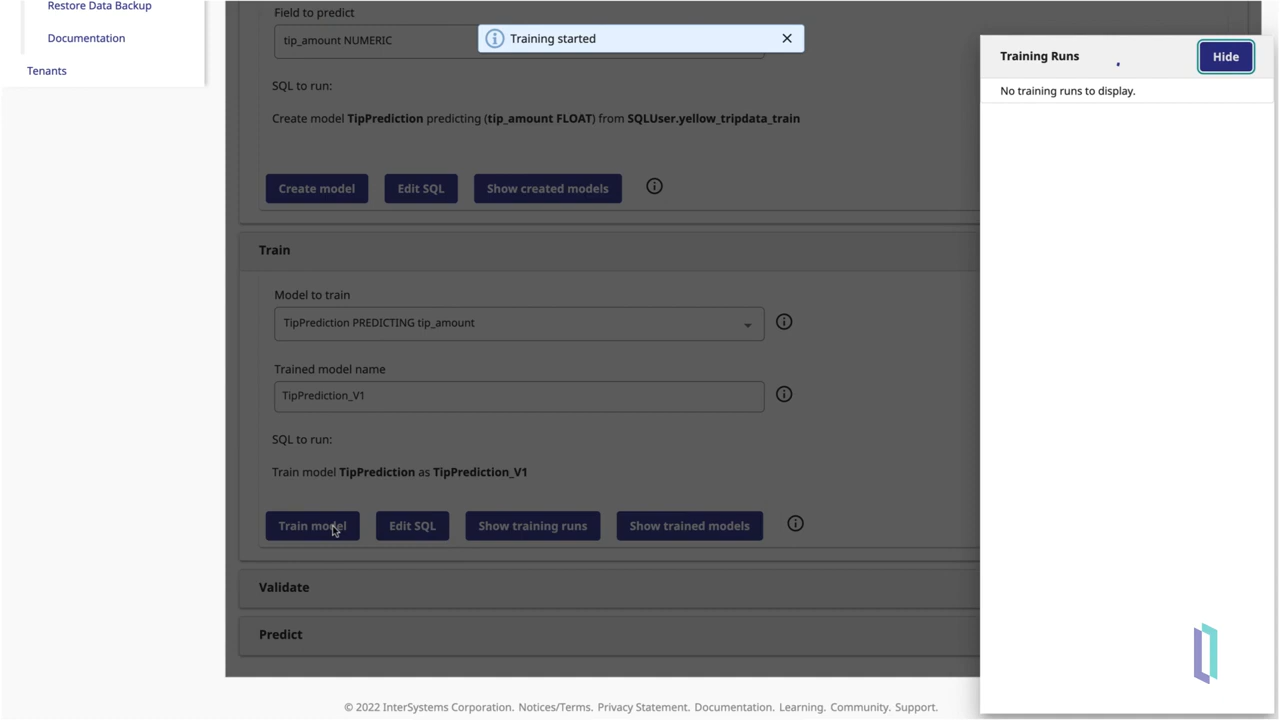 Restore Data Backup
Documentation
Tenants
Field to predict
tip_amount NUMERIC
Training started
SQL to run:
Create model TipPrediction predicting (tip_amount FLOAT) from SQLUser.yellow_tripdata_train
Create model Edit SQL Show created models
Train
Model to train
TipPrediction PREDICTING tip_amount
Trained model name
TipPrediction_V1
SQL to run:
Train model TipPrediction as TipPrediction_V1
Train model Edit SQL Show training runs Show trained models
Validate
Predict
Training Runs Hide
No training runs to display.
© 2022 InterSystems Corporation. Notices/Terms. Privacy Statement. Documentation. Learning. Community. Support.